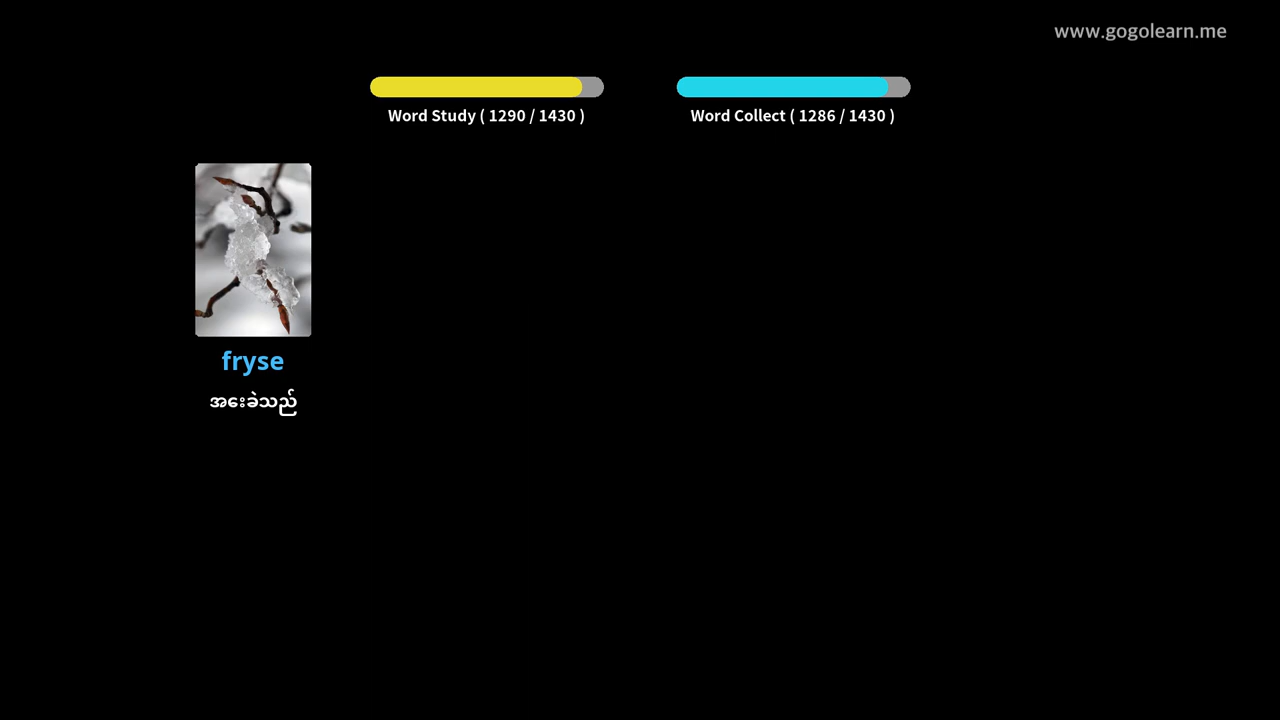 www.gogolearn.me
Word Study ( 1290 / 1430 )
Word Collect ( 1286 / 1430 )
fryse
အေးခဲသည်